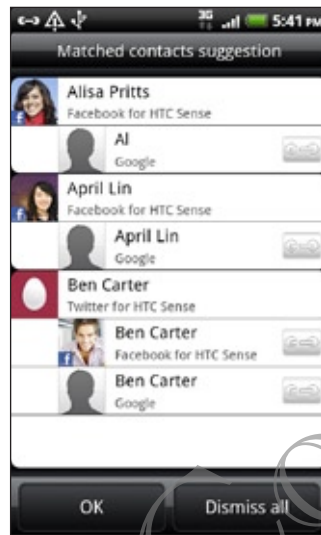 3G 5:41 PM
Matched contacts suggestion
Alisa Pritts
Facebook for HTC Sense
Al
Google
April Lin
Facebook for HTC Sense
April Lin
Google
Ben Carter
Twitter for HTC Sense
Ben Carter
Facebook for HTC Sense
Ben Carter
Google
OK Dismiss all